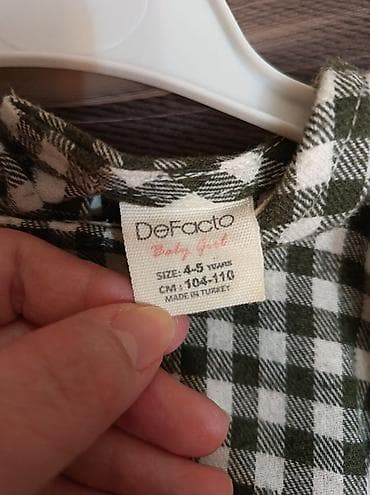 DeFacto
Baby Girl
SIZE: 4-5 YEARS
CM: 104-110
MADE IN TURKEY